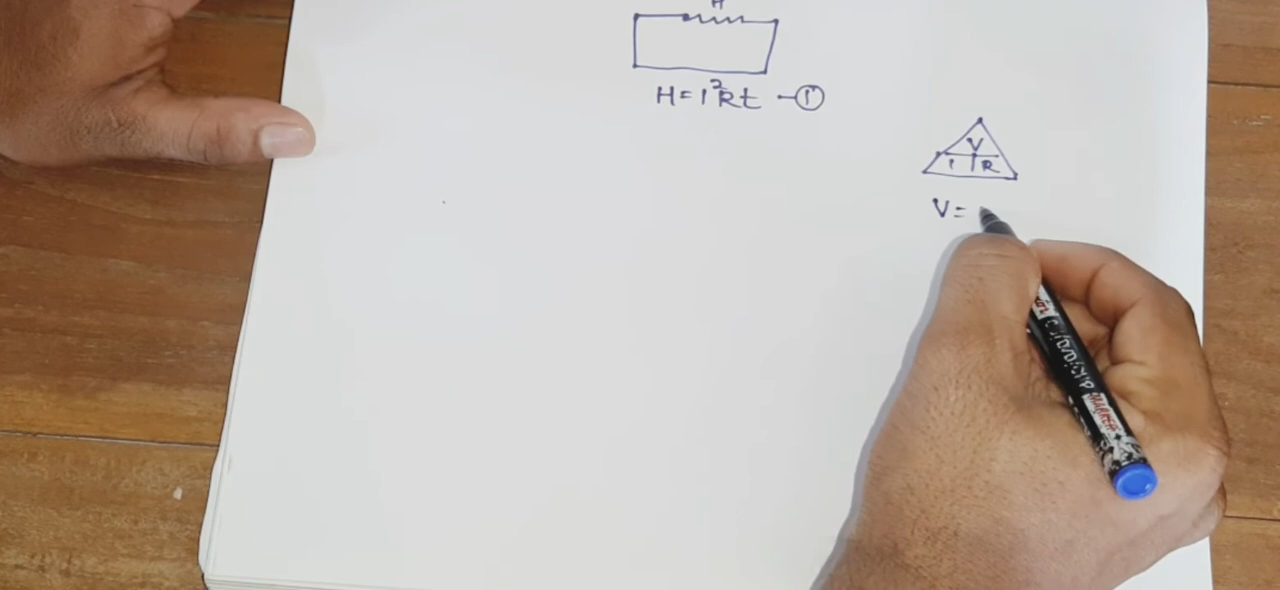 H
H=I²Rt —①
V
I R
V=